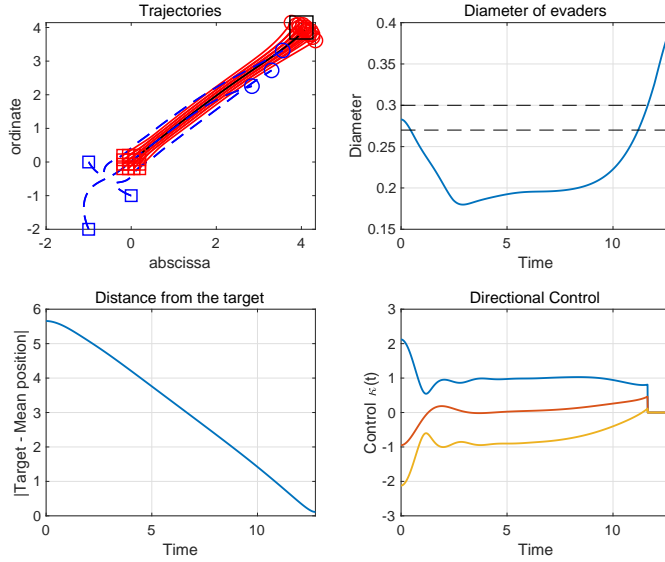 Trajectories
4
3
2
1
0
-1
-2
-2 0 2 4
ordinate
abscissa
Diameter of evaders
0.4
0.35
0.3
0.25
0.2
0.15
0 5 10
Diameter
Time
Distance from the target
6
5
4
3
2
1
0
0 5 10
|Target - Mean position|
Time
Directional Control
3
2
1
0
-1
-2
-3
0 5 10
Control κ(t)
Time